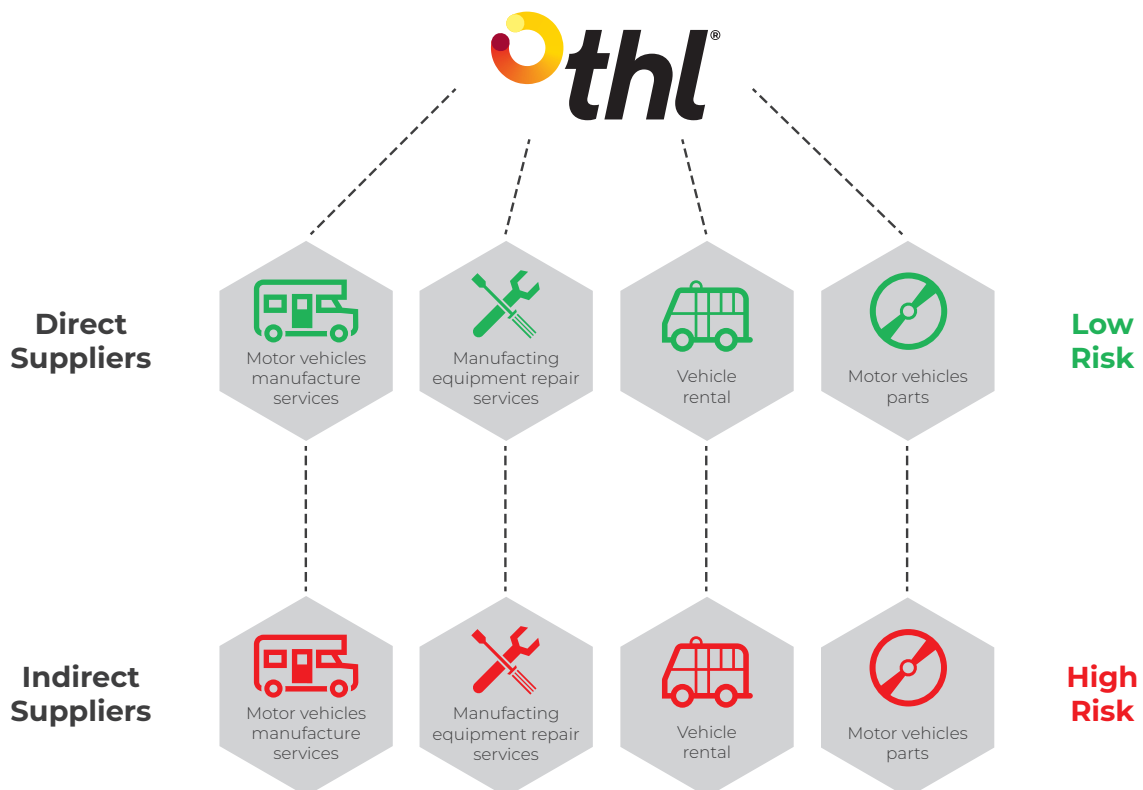 thl®
Direct
Suppliers
Motor vehicles
manufacture
services
Manufacting
equipment repair
services
Vehicle
rental
Motor vehicles
parts
Low
Risk
Indirect
Suppliers
Motor vehicles
manufacture
services
Manufacting
equipment repair
services
Vehicle
rental
Motor vehicles
parts
High
Risk